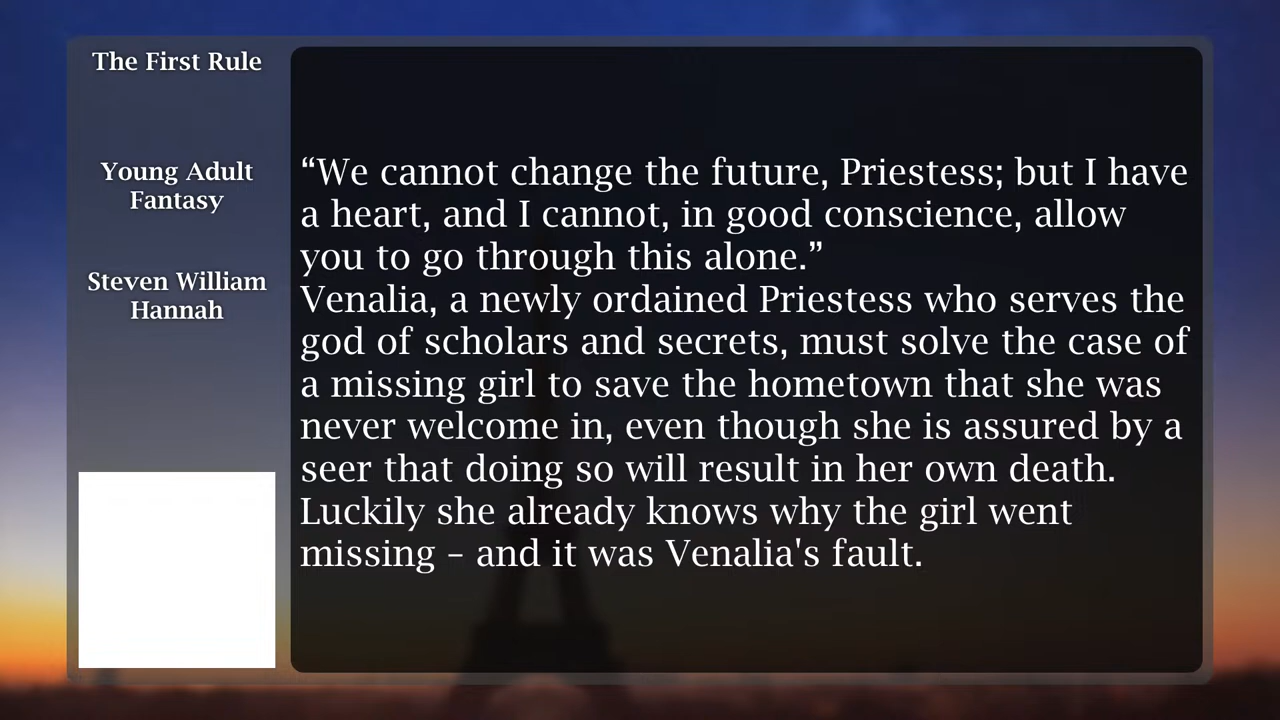 The First Rule
Young Adult
Fantasy
Steven William
Hannah
“We cannot change the future, Priestess; but I have
a heart, and I cannot, in good conscience, allow
you to go through this alone.”
Venalia, a newly ordained Priestess who serves the
god of scholars and secrets, must solve the case of
a missing girl to save the hometown that she was
never welcome in, even though she is assured by a
seer that doing so will result in her own death.
Luckily she already knows why the girl went
missing – and it was Venalia's fault.